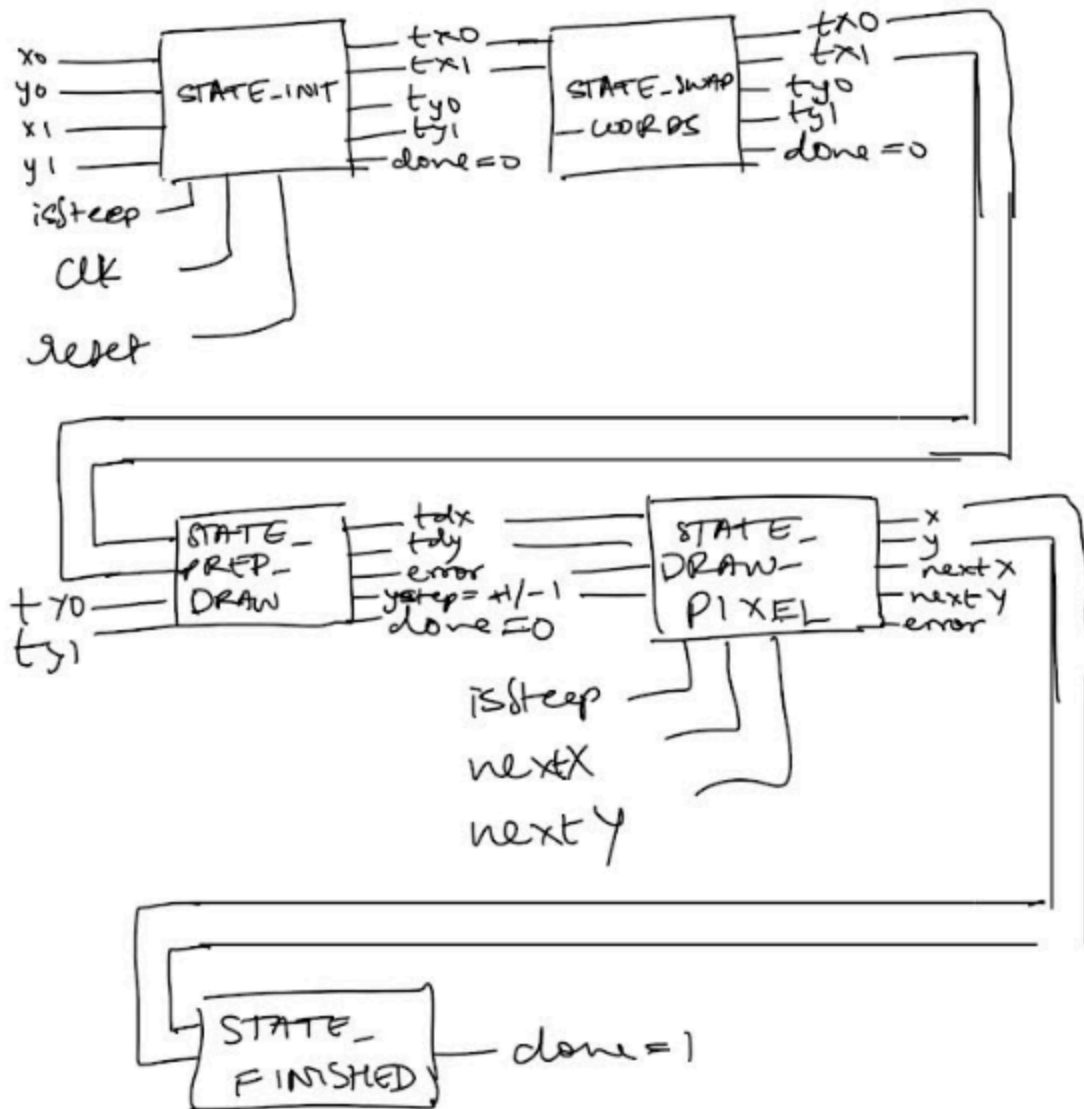 x0
y0
x1
y1
STATE_INIT
tx0
tx1
ty0
ty1
done=0
isSteep
clk
reset
STATE_SWAP
WORDS
tx0
tx1
ty0
ty1
done=0
STATE_
PREP_
DRAW
ty0
ty1
tdx
tdy
error
ystep= +1/-1
done=0
STATE_
DRAW_
PIXEL
x
y
nextX
nextY
error
isSteep
nextX
nextY
STATE_
FINISHED
done=1